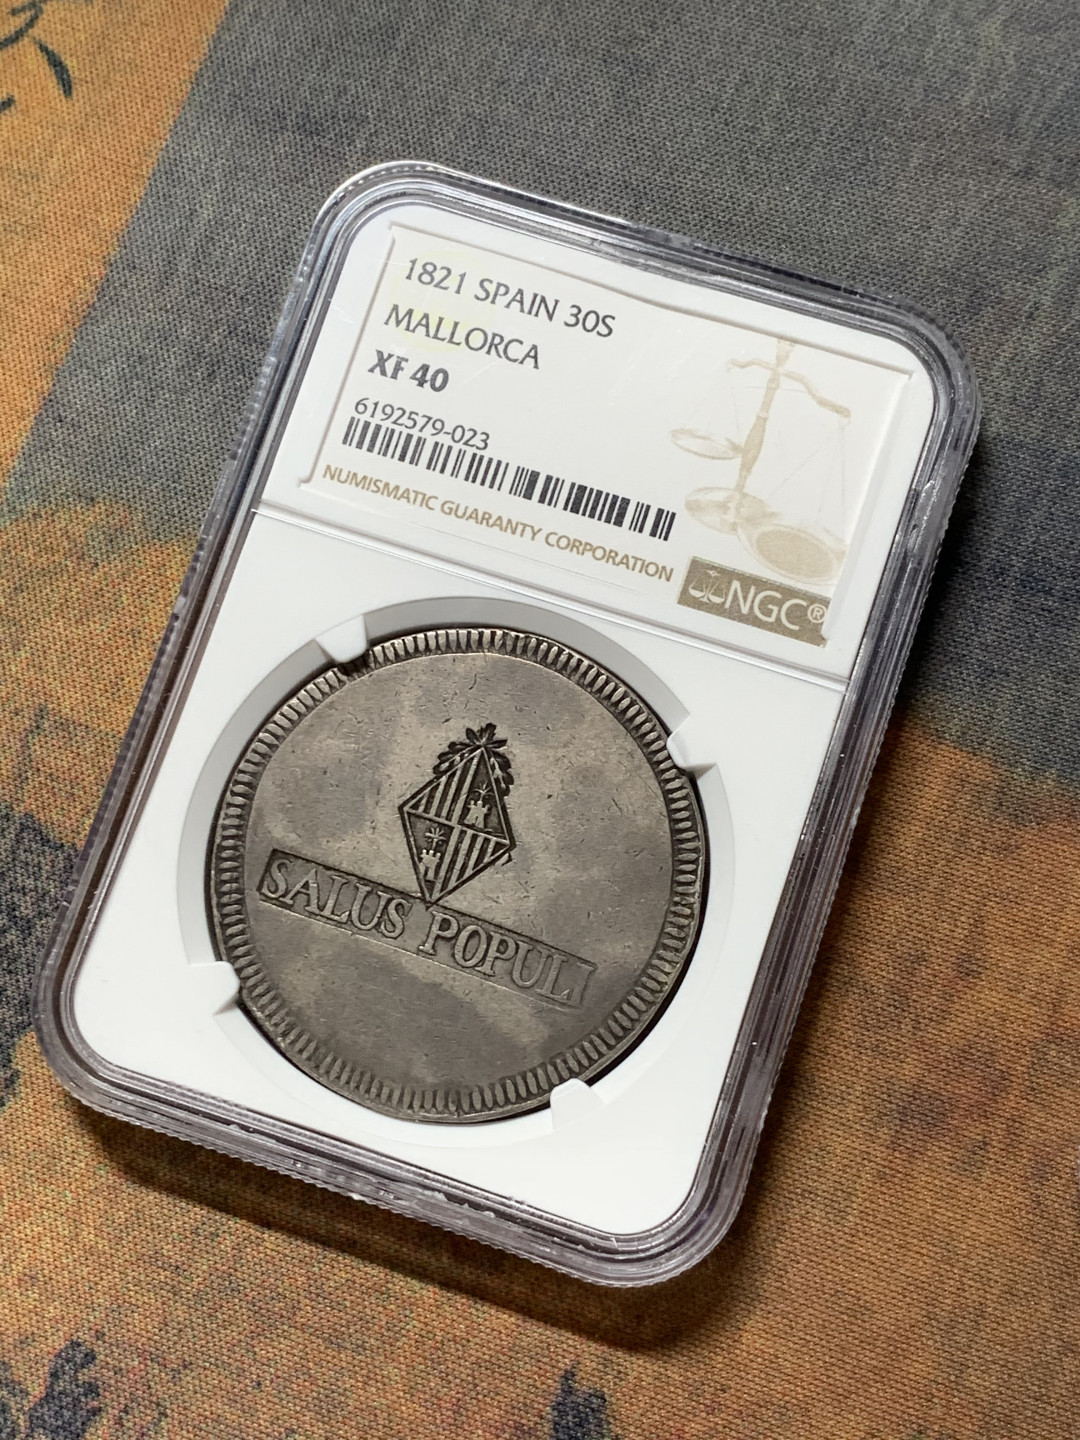 1821 SPAIN 30S
MALLORCA
XF 40
6192579-023
NUMISMATIC GUARANTY CORPORATION
NGC®
SALUS POPULI